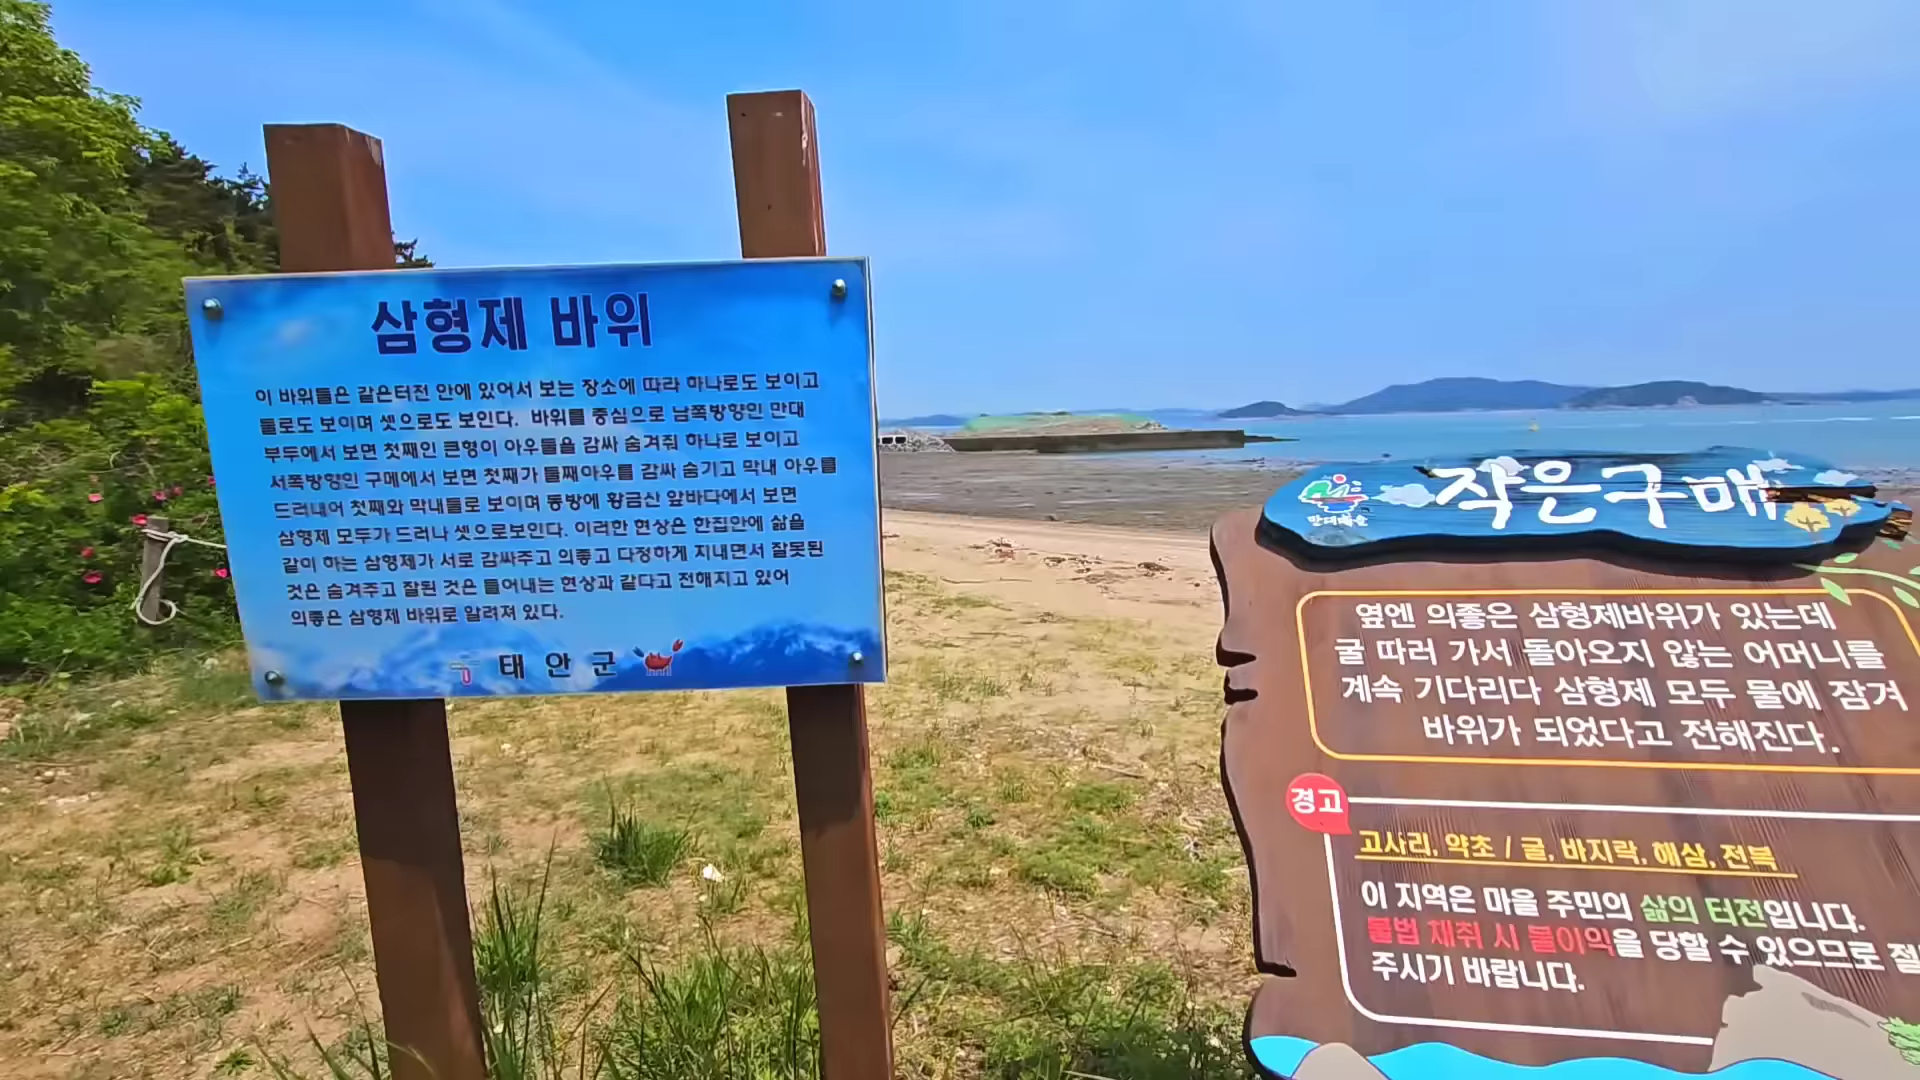 삼형제 바위
이 바위들은 같은터전 안에 있어서 보는 장소에 따라 하나로도 보이고
둘로도 보이며 셋으로도 보인다. 바위를 중심으로 남쪽방향인 만대
부두에서 보면 첫째인 큰형이 아우들을 감싸 숨겨줘 하나로 보이고
서쪽방향인 구매에서 보면 첫째가 둘째아우를 감싸 숨기고 막내 아우를
드러내어 첫째와 막내들로 보이며 동방에 황금산 앞바다에서 보면
삼형제 모두가 드러나 셋으로보인다. 이러한 현상은 한집안에 삶을
같이 하는 삼형제가 서로 감싸주고 의좋고 다정하게 지내면서 잘못된
것은 숨겨주고 잘된 것은 들어내는 현상과 같다고 전해지고 있어
의좋은 삼형제 바위로 알려져 있다.
태안군
작은구매
옆엔 의좋은 삼형제바위가 있는데
굴 따러 가서 돌아오지 않는 어머니를
계속 기다리다 삼형제 모두 물에 잠겨
바위가 되었다고 전해진다.
경고
고사리, 약초 / 굴, 바지락, 해삼, 전복
이 지역은 마을 주민의 삶의 터전입니다.
불법 채취 시 불이익을 당할 수 있으므로
주시기 바랍니다.